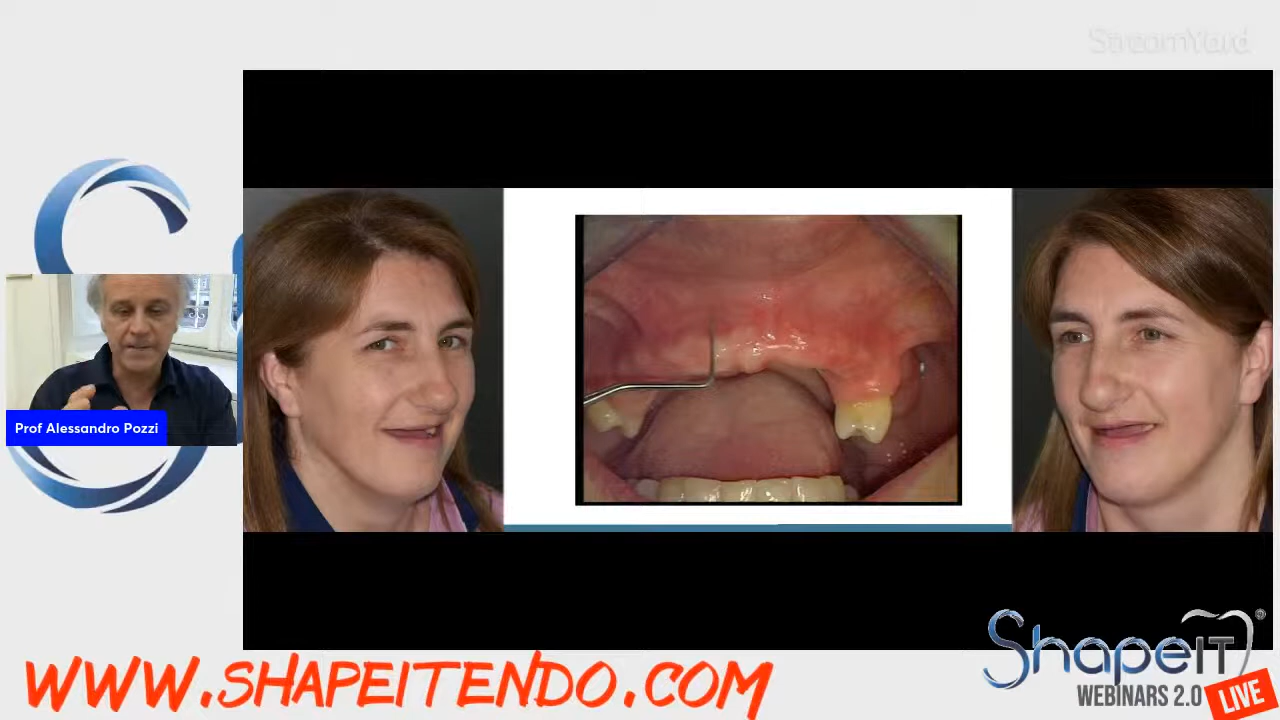 StreamYard
Prof Alessandro Pozzi
WWW.SHAPEITENDO.COM
ShapeIT®
WEBINARS 2.0
LIVE